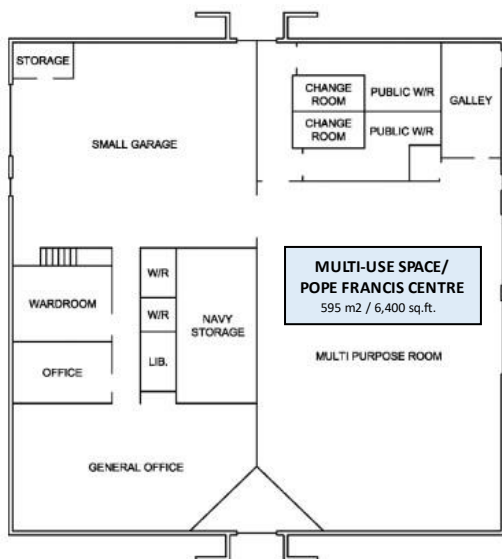 STORAGE
CHANGE
ROOM
PUBLIC W/R
GALLEY
CHANGE
ROOM
PUBLIC W/R
SMALL GARAGE
MULTI-USE SPACE/
POPE FRANCIS CENTRE
595 m2 / 6,400 sq.ft.
W/R
WARDROOM
W/R
NAVY
STORAGE
MULTI PURPOSE ROOM
LIB.
OFFICE
GENERAL OFFICE